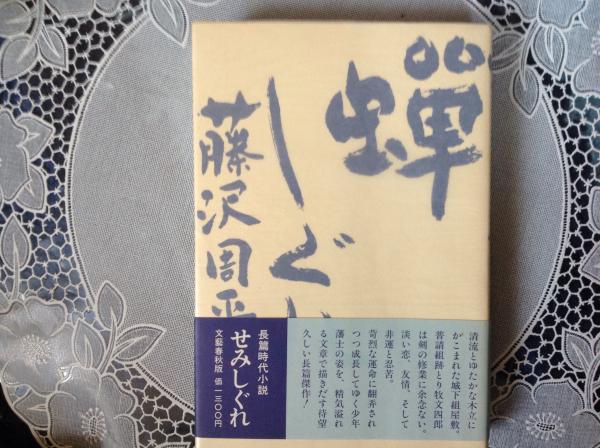 蟬
しぐれ
藤沢周平
清流とゆたかな木立に
かこまれた城下組屋敷。
普請組跡とり牧文四郎
は剣の修業に余念ない。
淡い恋、友情、そして
非運と忍苦。
苛烈な運命に翻弄され
つつ成長してゆく少年
藩士の姿を、精気溢れ
る文章で描きだす待望
久しい長篇傑作!
長篇時代小説
せみしぐれ
文藝春秋版 価一三〇〇円